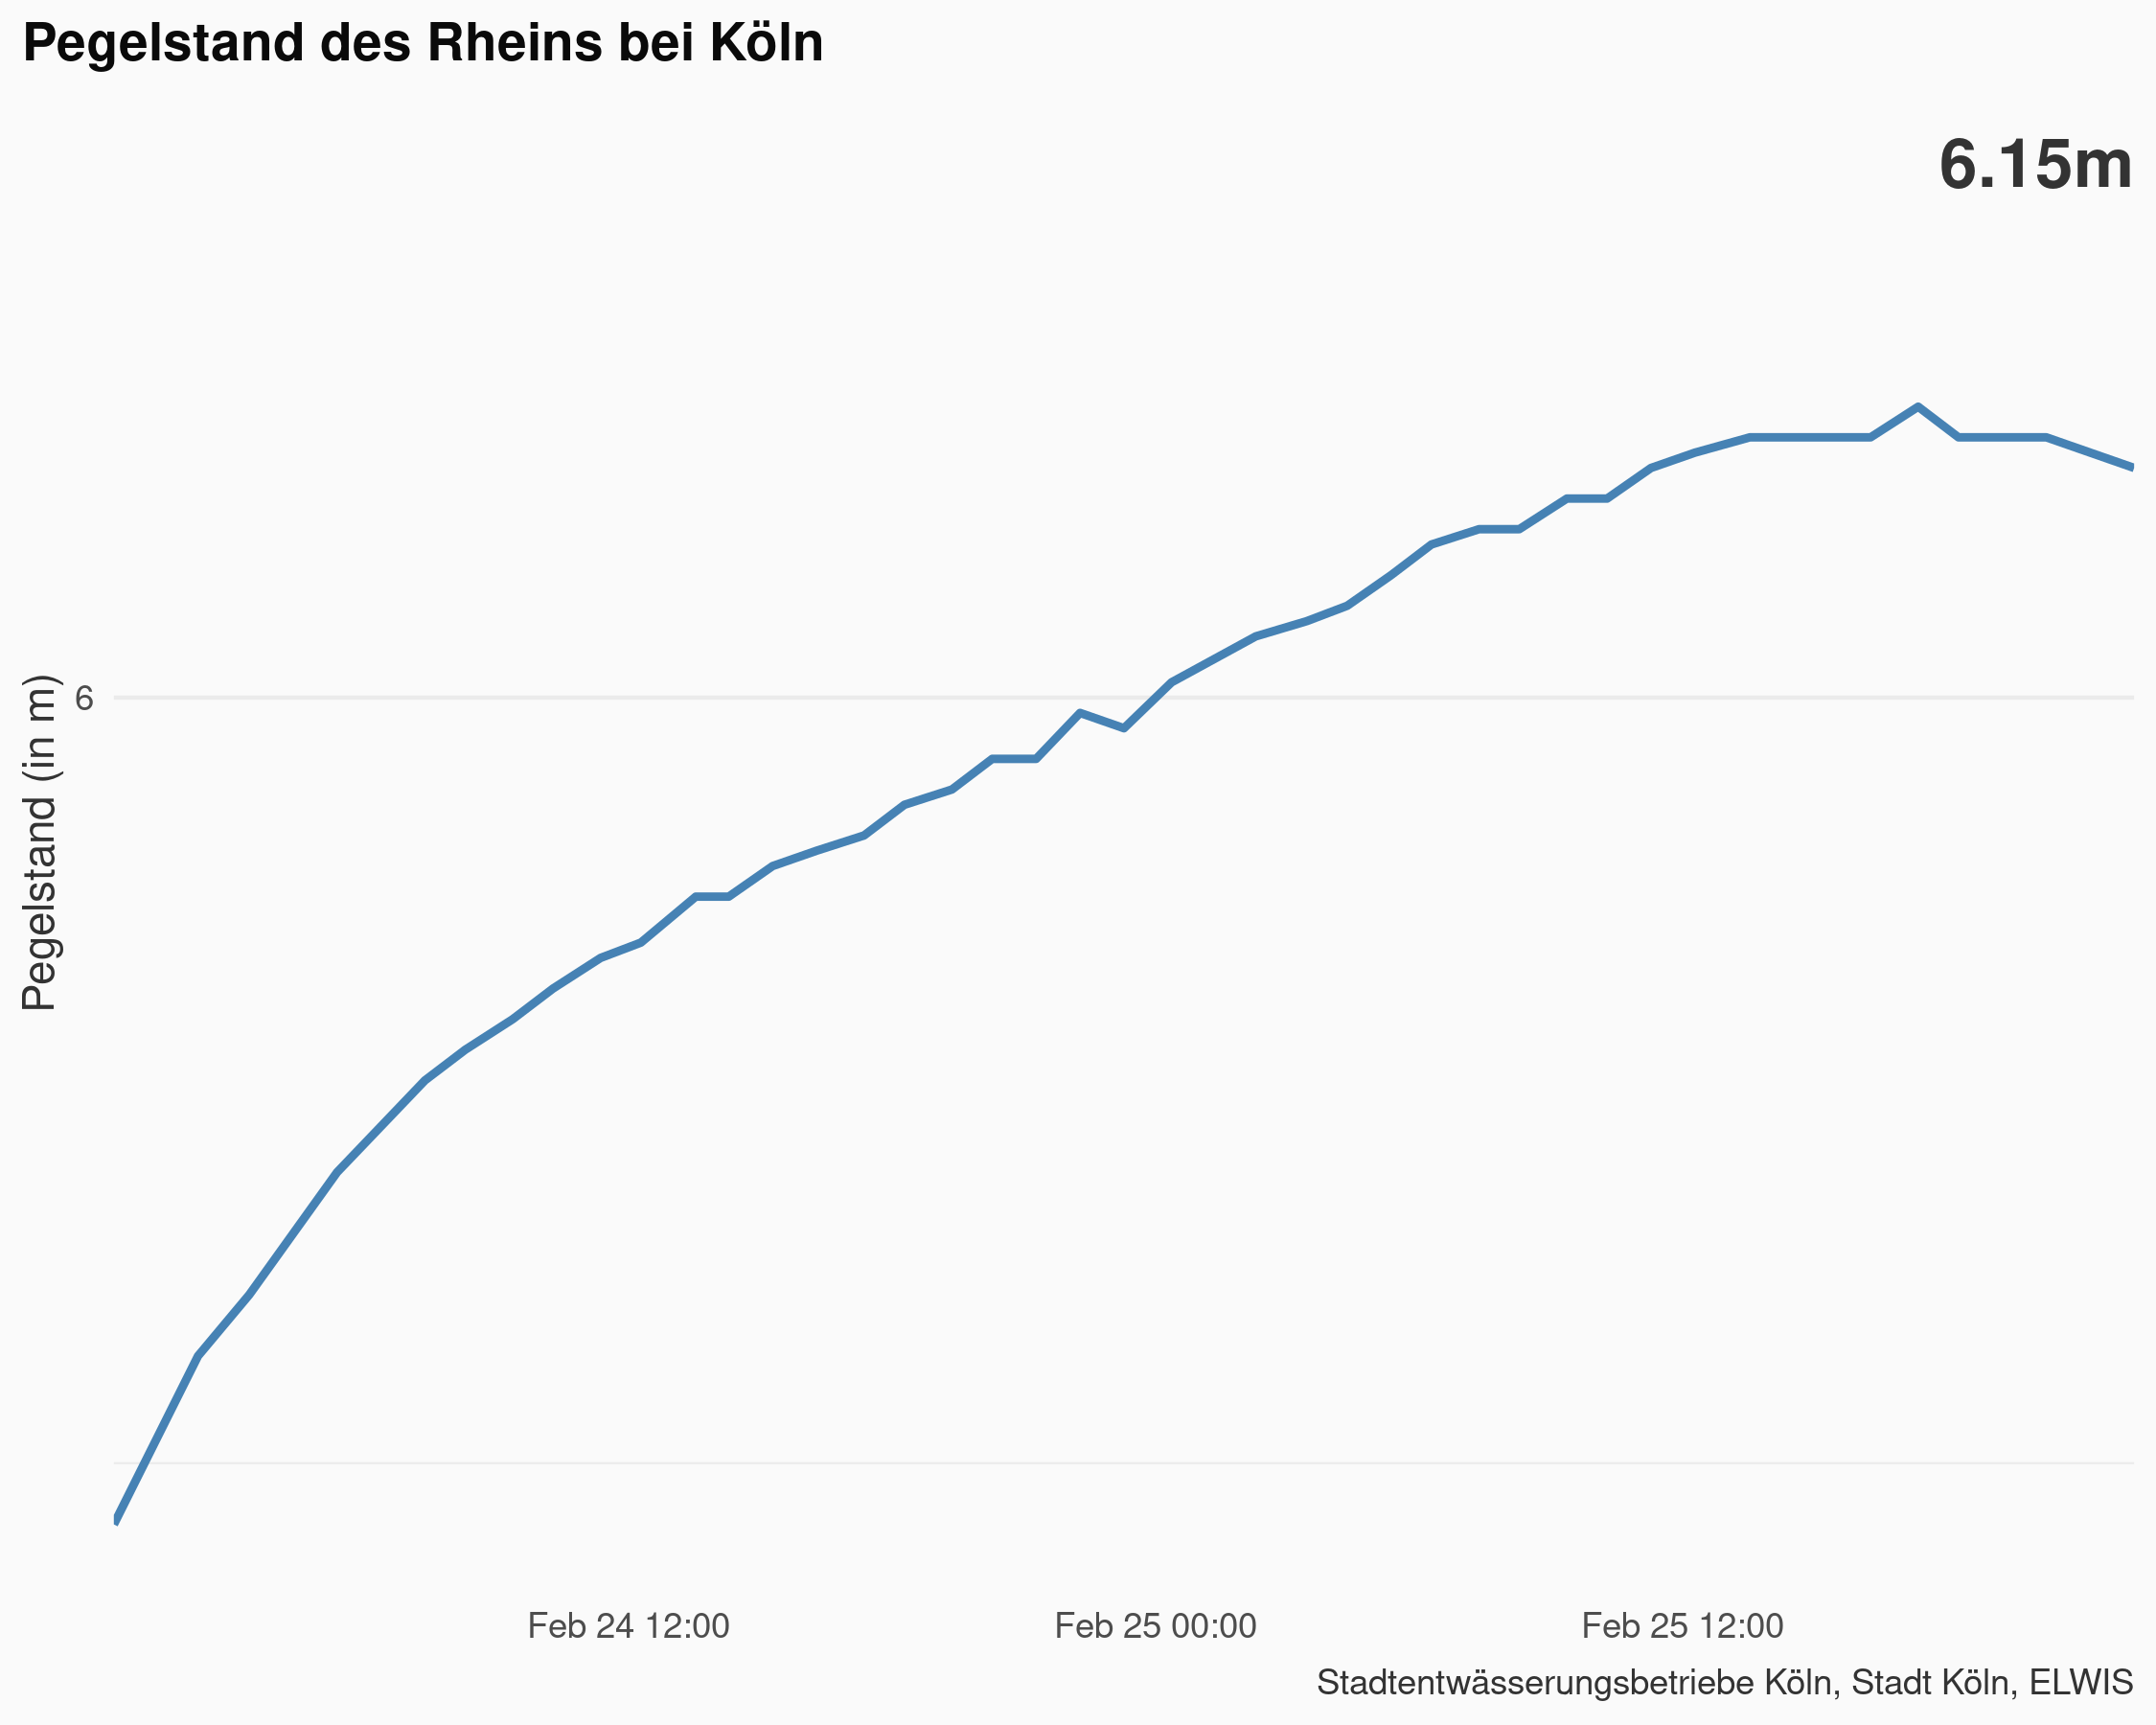 Pegelstand des Rheins bei Köln
6.15m
Pegelstand (in m)
6
Feb 24 12:00
Feb 25 00:00
Feb 25 12:00
Stadtentwässerungsbetriebe Köln, Stadt Köln, ELWIS